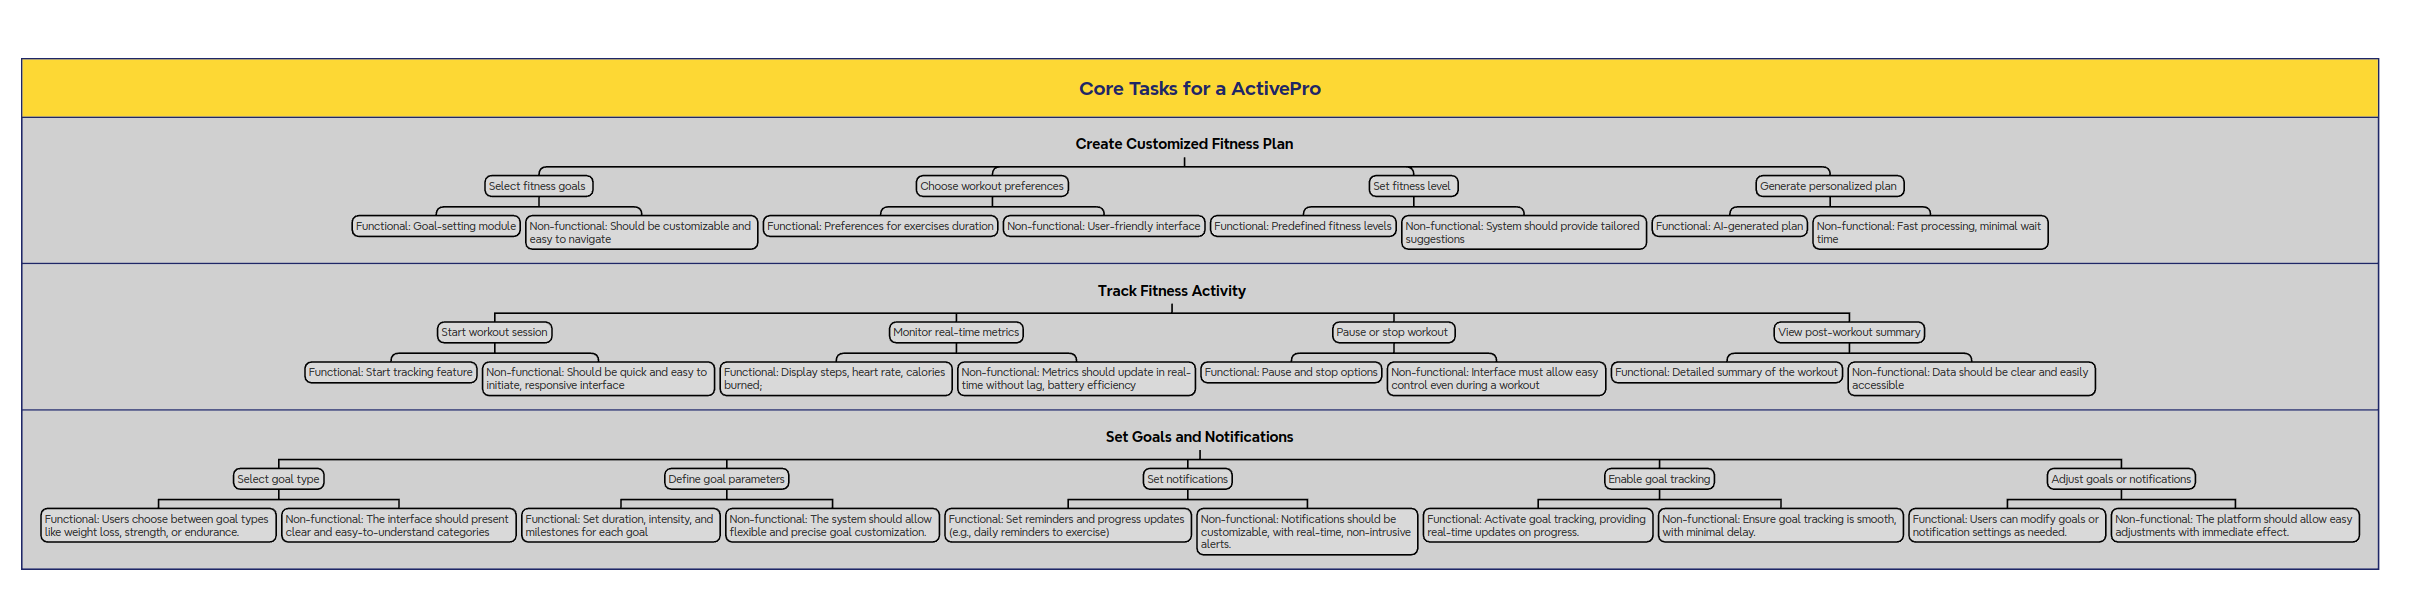 Core Tasks for a ActivePro
Create Customized Fitness Plan
Select fitness goals
Choose workout preferences
Set fitness level
Generate personalized plan
Functional: Goal-setting module
Non-functional: Should be customizable and
easy to navigate
Functional: Preferences for exercises duration
Non-functional: User-friendly interface
Functional: Predefined fitness levels
Non-functional: System should provide tailored
suggestions
Functional: AI-generated plan
Non-functional: Fast processing, minimal wait
time
Track Fitness Activity
Start workout session
Monitor real-time metrics
Pause or stop workout
View post-workout summary
Functional: Start tracking feature
Non-functional: Should be quick and easy to
initiate, responsive interface
Functional: Display steps, heart rate, calories
burned;
Non-functional: Metrics should update in real-
time without lag, battery efficiency
Functional: Pause and stop options
Non-functional: Interface must allow easy
control even during a workout
Functional: Detailed summary of the workout
Non-functional: Data should be clear and easily
accessible
Set Goals and Notifications
Select goal type
Define goal parameters
Set notifications
Enable goal tracking
Adjust goals or notifications
Functional: Users choose between goal types
like weight loss, strength, or endurance.
Non-functional: The interface should present
clear and easy-to-understand categories
Functional: Set duration, intensity, and
milestones for each goal
Non-functional: The system should allow
flexible and precise goal customization.
Functional: Set reminders and progress updates
(e.g., daily reminders to exercise)
Non-functional: Notifications should be
customizable, with real-time, non-intrusive
alerts.
Functional: Activate goal tracking, providing
real-time updates on progress.
Non-functional: Ensure goal tracking is smooth,
with minimal delay.
Functional: Users can modify goals or
notification settings as needed.
Non-functional: The platform should allow easy
adjustments with immediate effect.